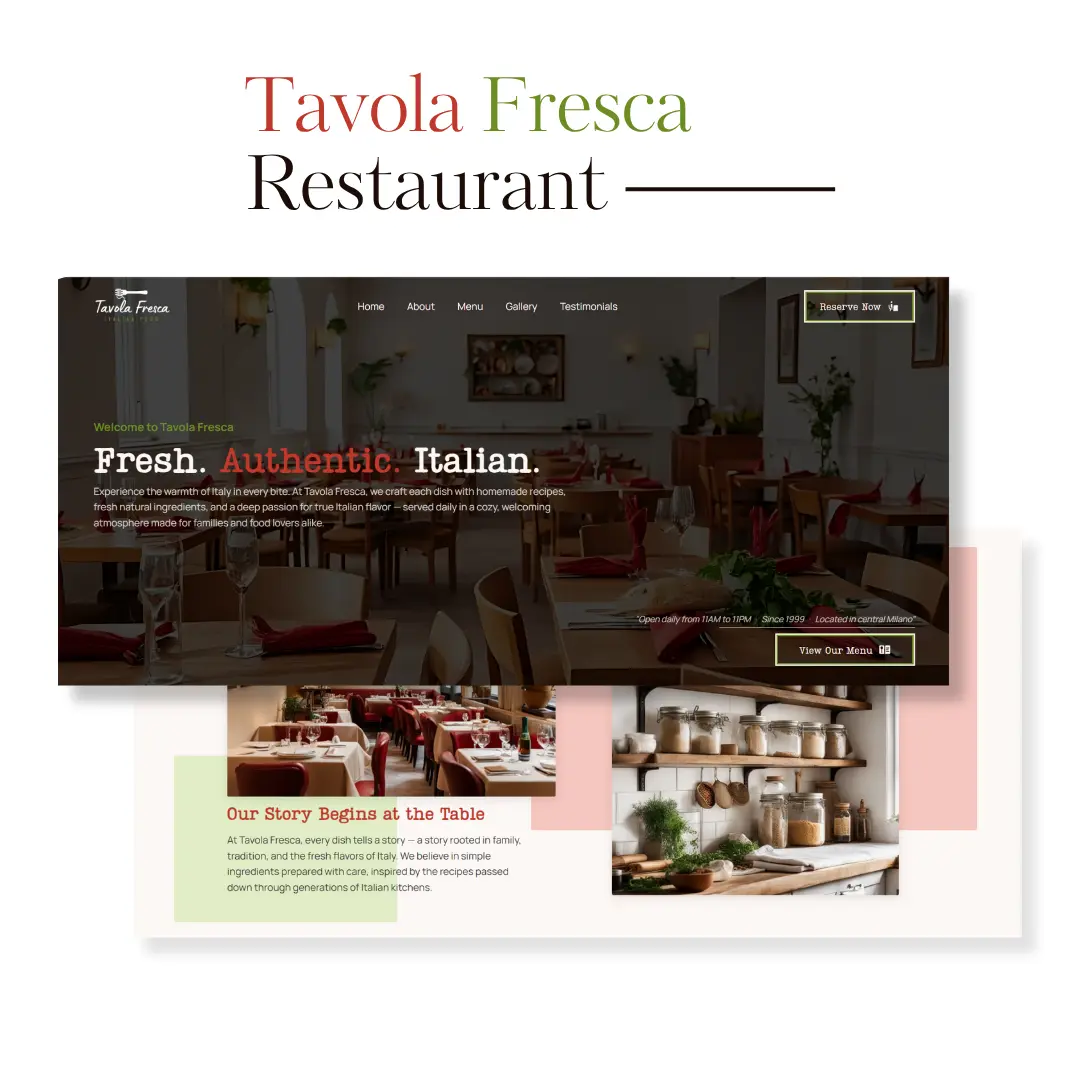 Tavola Fresca
Restaurant
Tavola Fresca
ITALIAN FOOD
Home About Menu Gallery Testimonials
Reserve Now
Welcome to Tavola Fresca
Fresh. Authentic. Italian.
Experience the warmth of Italy in every bite. At Tavola Fresca, we craft each dish with homemade recipes,
fresh natural ingredients, and a deep passion for true Italian flavor — served daily in a cozy, welcoming
atmosphere made for families and food lovers alike.
"Open daily from 11AM to 11PM · Since 1999 · Located in central Milano"
View Our Menu
Our Story Begins at the Table
At Tavola Fresca, every dish tells a story — a story rooted in family,
tradition, and the fresh flavors of Italy. We believe in simple
ingredients prepared with care, inspired by the recipes passed
down through generations of Italian kitchens.